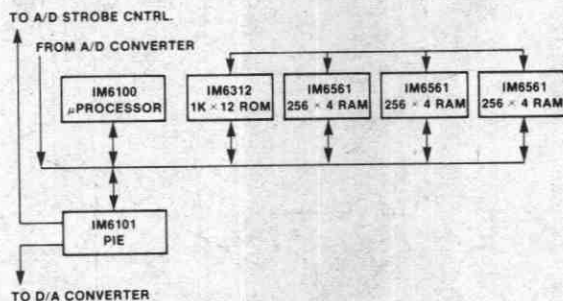 TO A/D STROBE CNTRL.
FROM A/D CONVERTER
IM6100
μPROCESSOR
IM6312
1K × 12 ROM
IM6561
256 × 4 RAM
IM6561
256 × 4 RAM
IM6561
256 × 4 RAM
IM6101
PIE
TO D/A CONVERTER